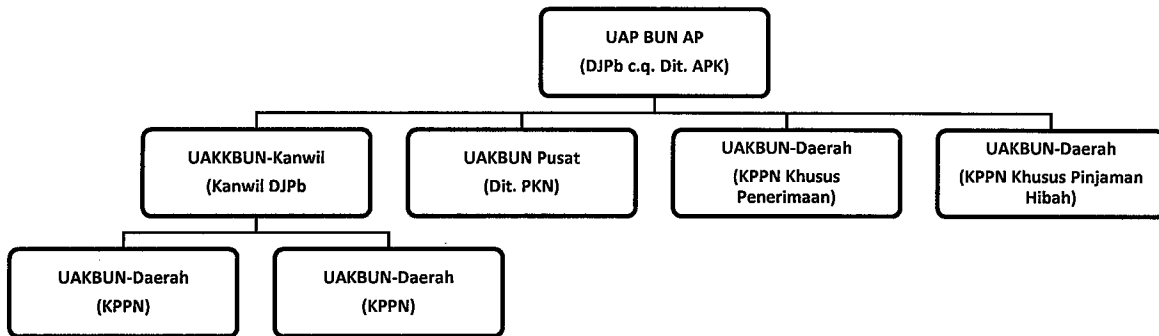 UAP BUN AP
(DJPb c.q. Dit. APK)
UAKKBUN-Kanwil
(Kanwil DJPb
UAKBUN Pusat
(Dit. PKN)
UAKBUN-Daerah
(KPPN Khusus
Penerimaan)
UAKBUN-Daerah
(KPPN Khusus Pinjaman
Hibah)
UAKBUN-Daerah
(KPPN)
UAKBUN-Daerah
(KPPN)